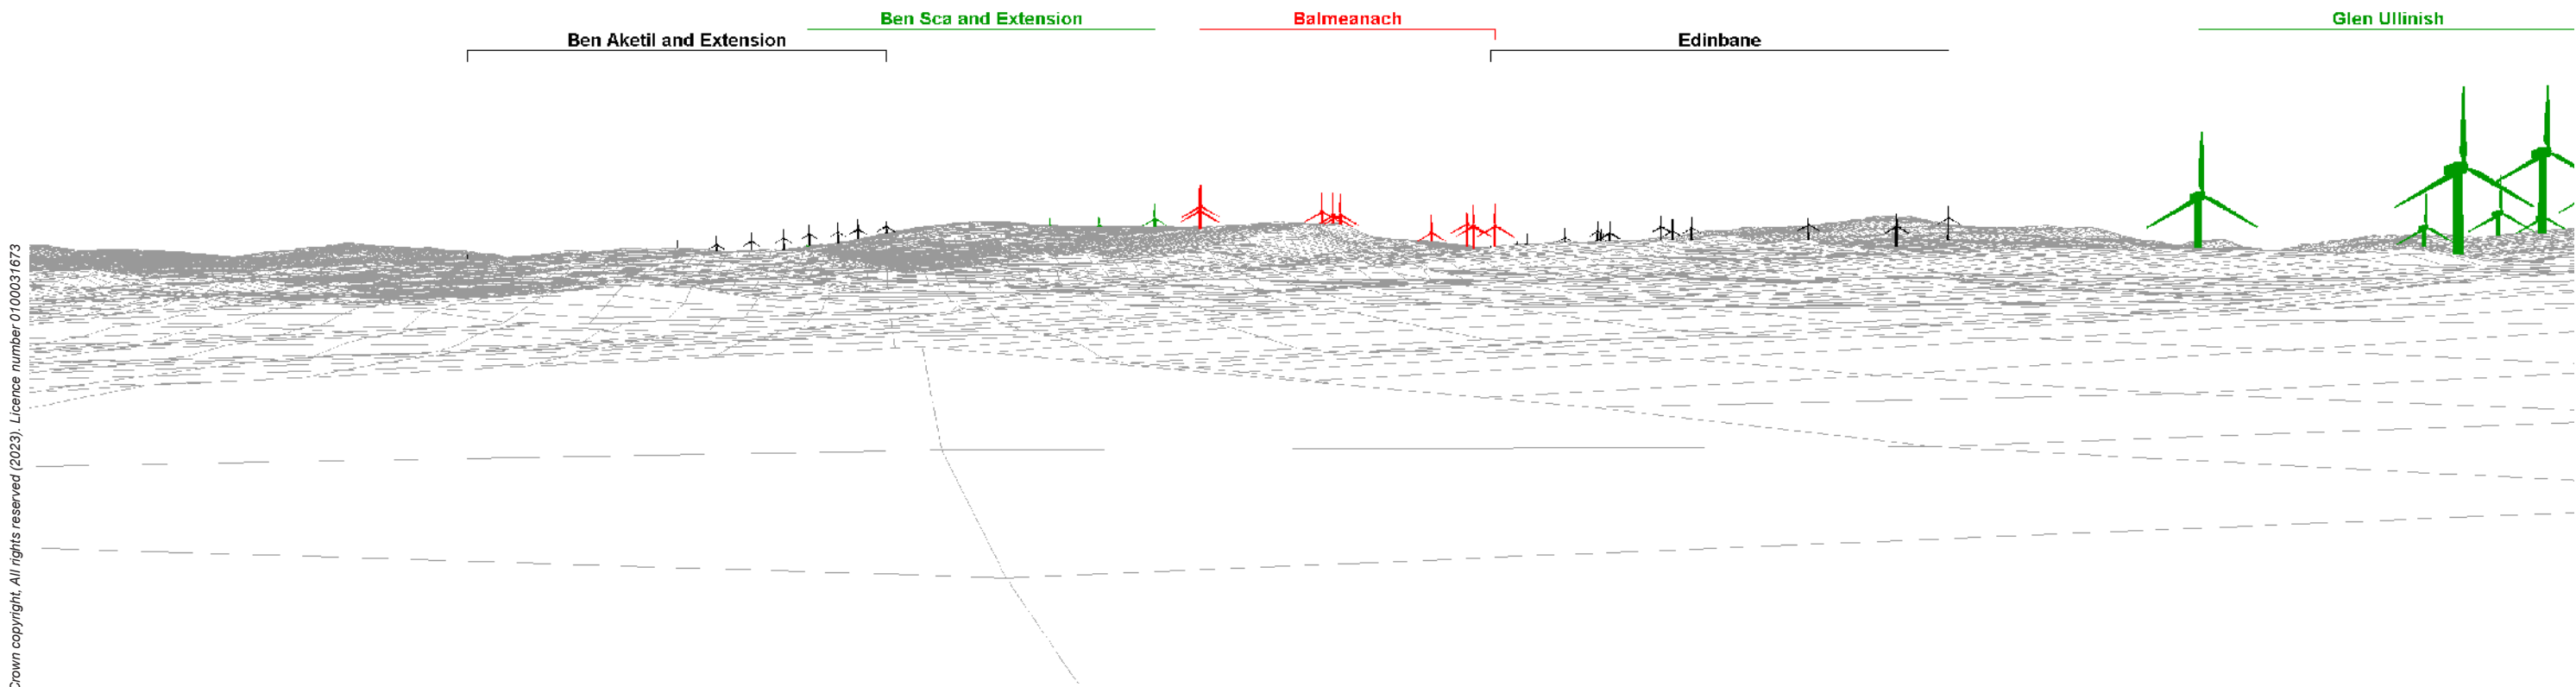 Ben Sca and Extension
Balmeanach
Glen Ullinish
Ben Aketil and Extension
Edinbane
Crown copyright, All rights reserved (2023). Licence number 0100031673